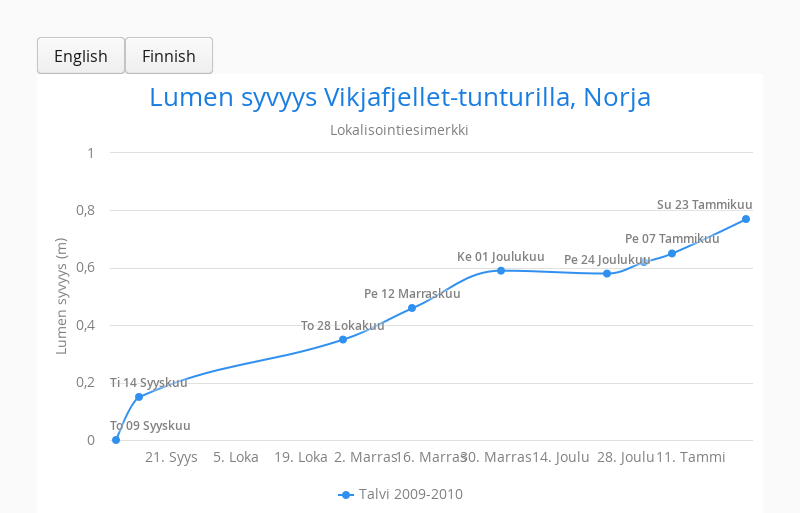 English Finnish
Lumen syvyys Vikjafjellet-tunturilla, Norja
Lokalisointiesimerkki
Lumen syvyys (m)
1
0,8
0,6
0,4
0,2
0
Su 23 Tammikuu
Pe 07 Tammikuu
Ke 01 Joulukuu
Pe 24 Joulukuu
Pe 12 Marraskuu
To 28 Lokakuu
Ti 14 Syyskuu
To 09 Syyskuu
21. Syys 5. Loka 19. Loka 2. Marras 16. Marras 30. Marras 14. Joulu 28. Joulu 11. Tammi
Talvi 2009-2010